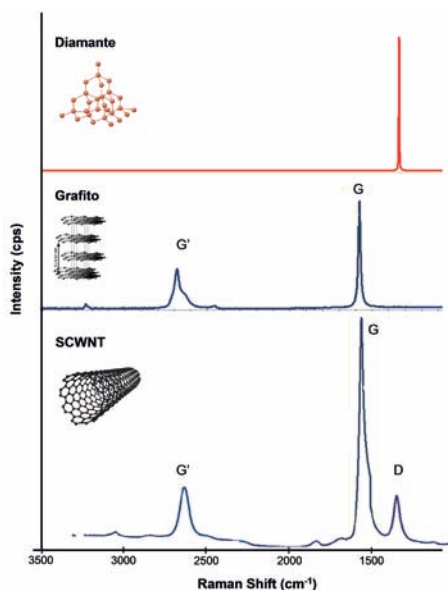 Diamante
Grafito
G
G'
SCWNT
G
G'
D
Intensity (cps)
3500
3000
2500
2000
1500
Raman Shift (cm⁻¹)